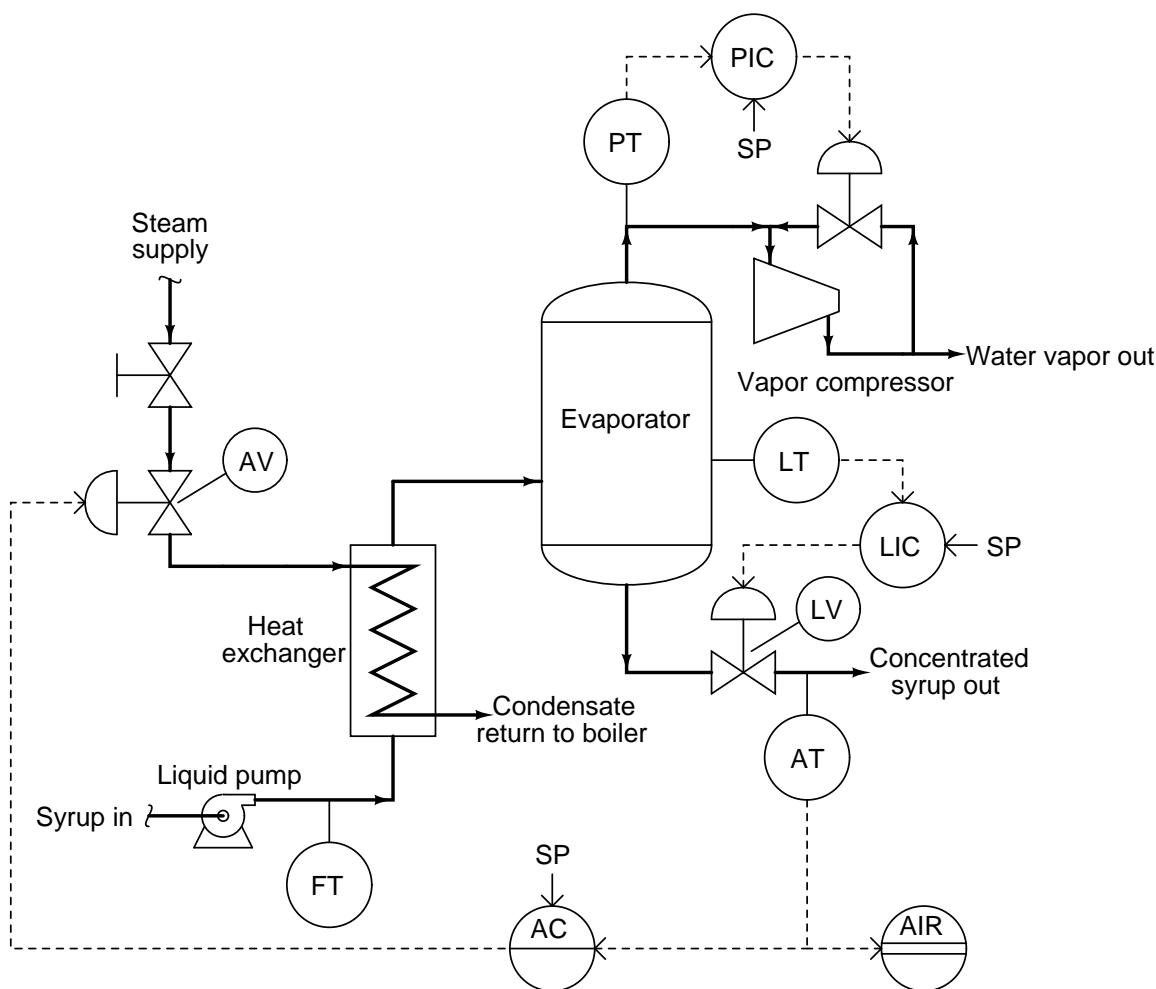 PIC
PT
SP
Steam
supply
Water vapor out
Vapor compressor
Evaporator
AV
LT
LIC
SP
LV
Heat
exchanger
Concentrated
syrup out
Condensate
return to boiler
AT
Liquid pump
Syrup in
FT
SP
AC
AIR